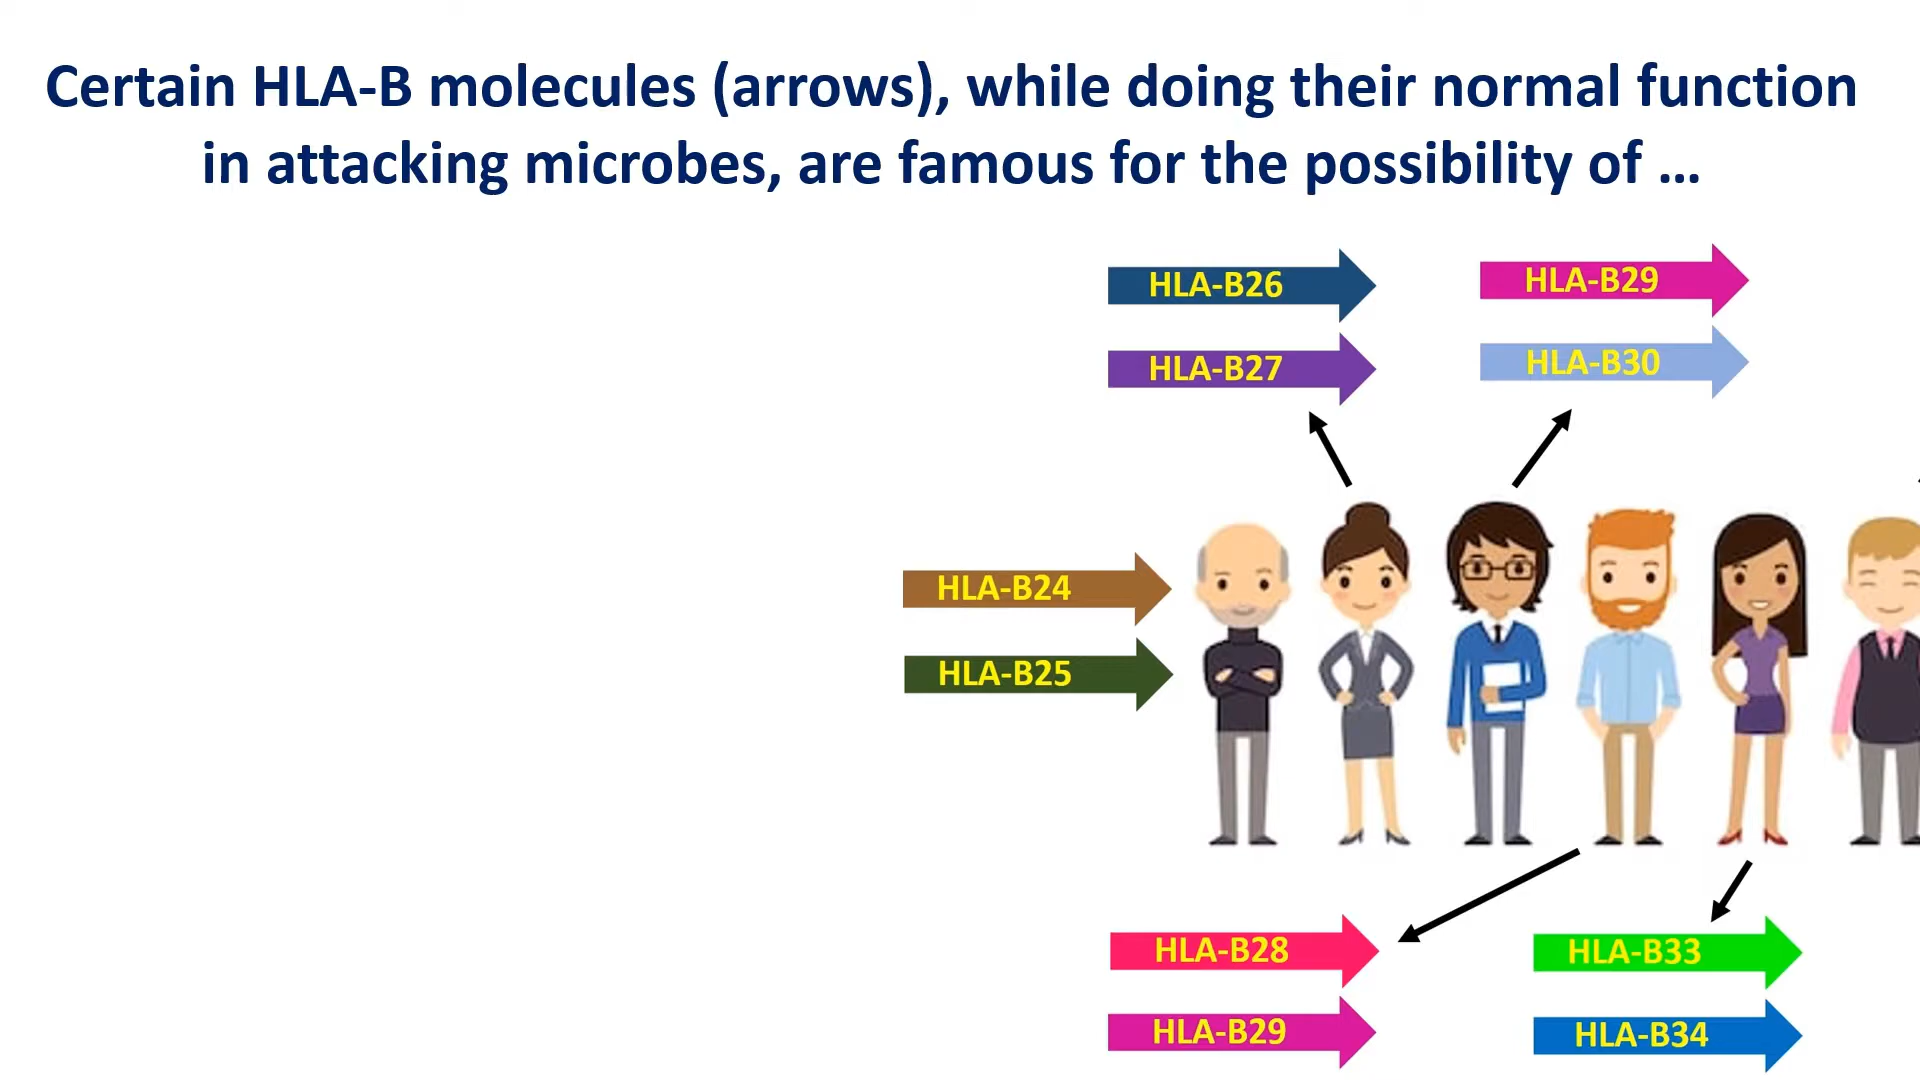 Certain HLA-B molecules (arrows), while doing their normal function
in attacking microbes, are famous for the possibility of ...
HLA-B26
HLA-B29
HLA-B27
HLA-B30
HLA-B24
HLA-B25
HLA-B28
HLA-B33
HLA-B29
HLA-B34